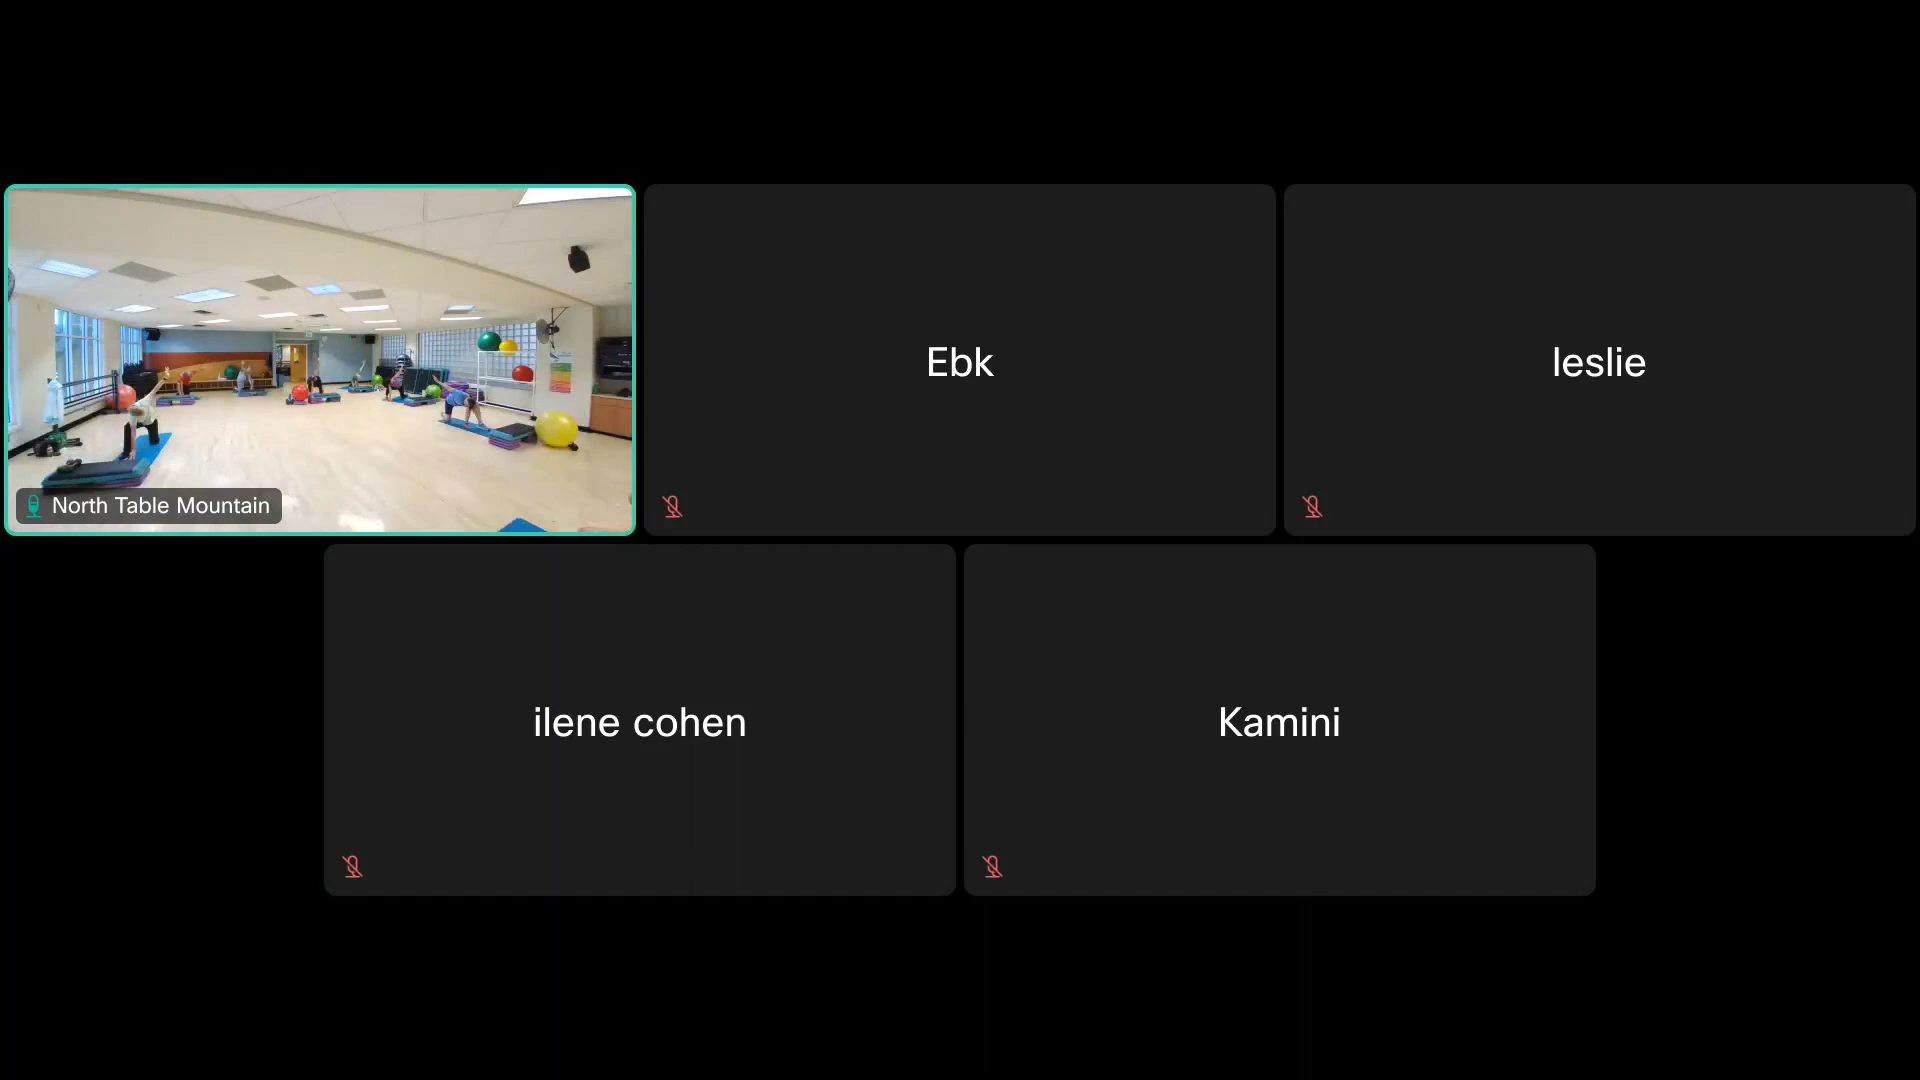 North Table Mountain
Ebk
leslie
ilene cohen
Kamini